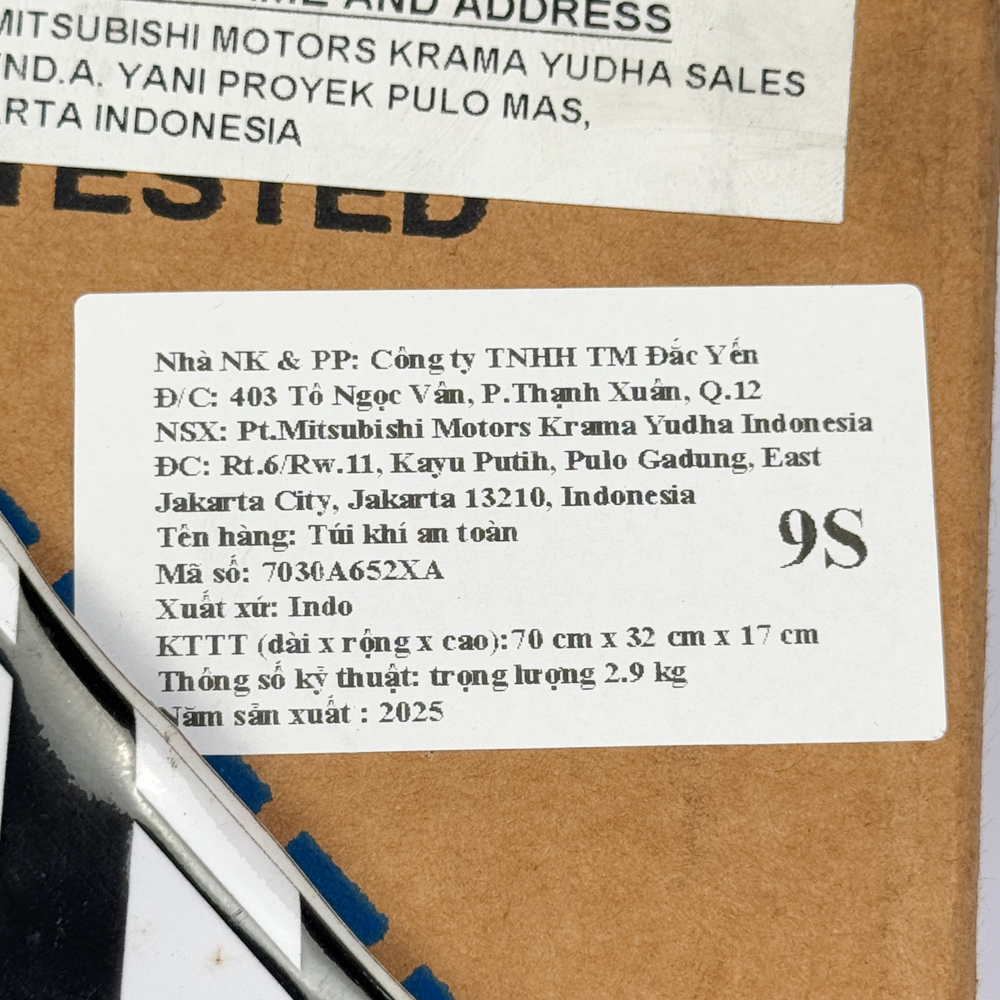 AND ADDRESS
MITSUBISHI MOTORS KRAMA YUDHA SALES
ND.A. YANI PROYEK PULO MAS,
RTA INDONESIA
TESTED
Nhà NK & PP: Công ty TNHH TM Đắc Yến
Đ/C: 403 Tô Ngọc Vân, P.Thạnh Xuân, Q.12
NSX: Pt.Mitsubishi Motors Krama Yudha Indonesia
ĐC: Rt.6/Rw.11, Kayu Putih, Pulo Gadung, East
Jakarta City, Jakarta 13210, Indonesia
Tên hàng: Túi khí an toàn
9S
Mã số: 7030A652XA
Xuất xứ: Indo
KTTT (dài x rộng x cao):70 cm x 32 cm x 17 cm
Thông số kỹ thuật: trọng lượng 2.9 kg
Năm sản xuất : 2025